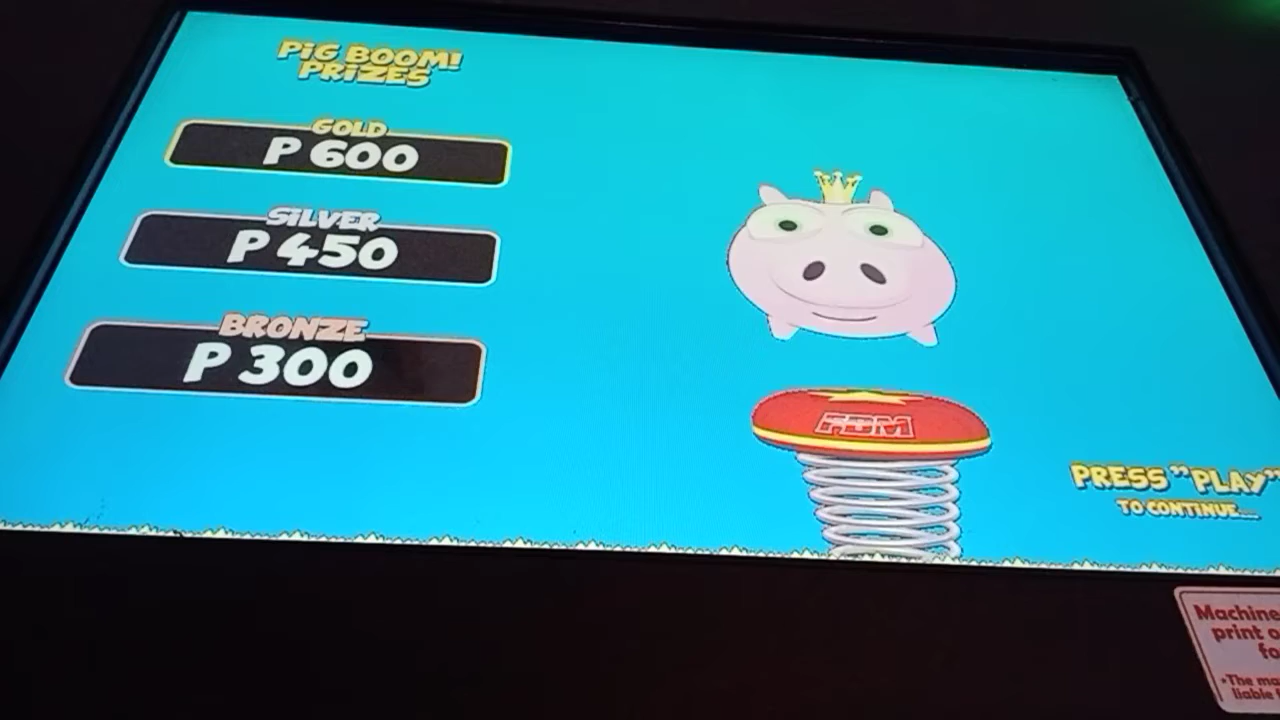 PiG BOOM!
PRiZES
GOLD
P 600
SiLVER
P 450
BRONZE
P 300
ADM
PRESS "PLAY"
TO CONTINUE....
Machine
print o
fo
•The ma
liable